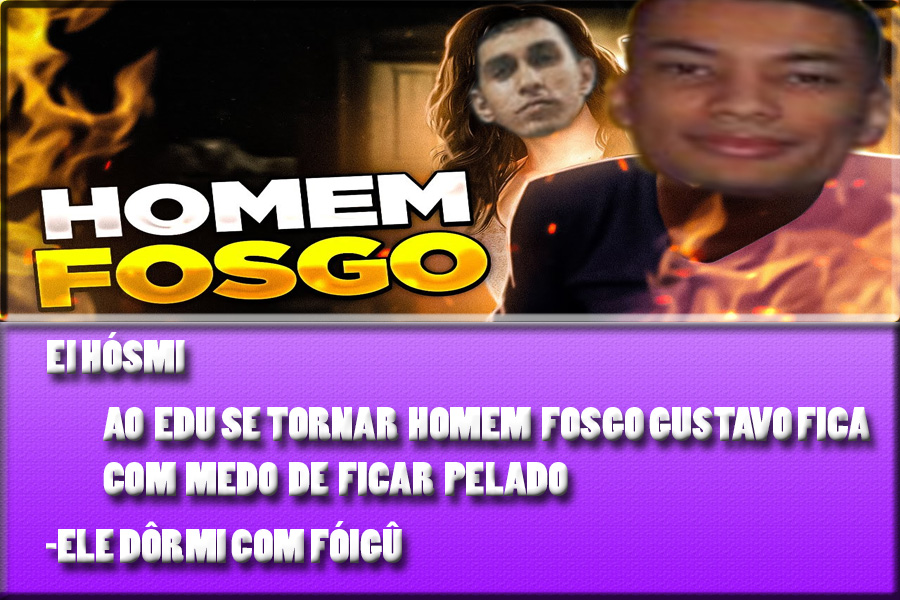 HOMEM
FOSGO
EI HÓSMI
AO EDU SE TORNAR HOMEM FOSGO GUSTAVO FICA
COM MEDO DE FICAR PELADO
-ELE DÔRMI COM FÓIGÛ